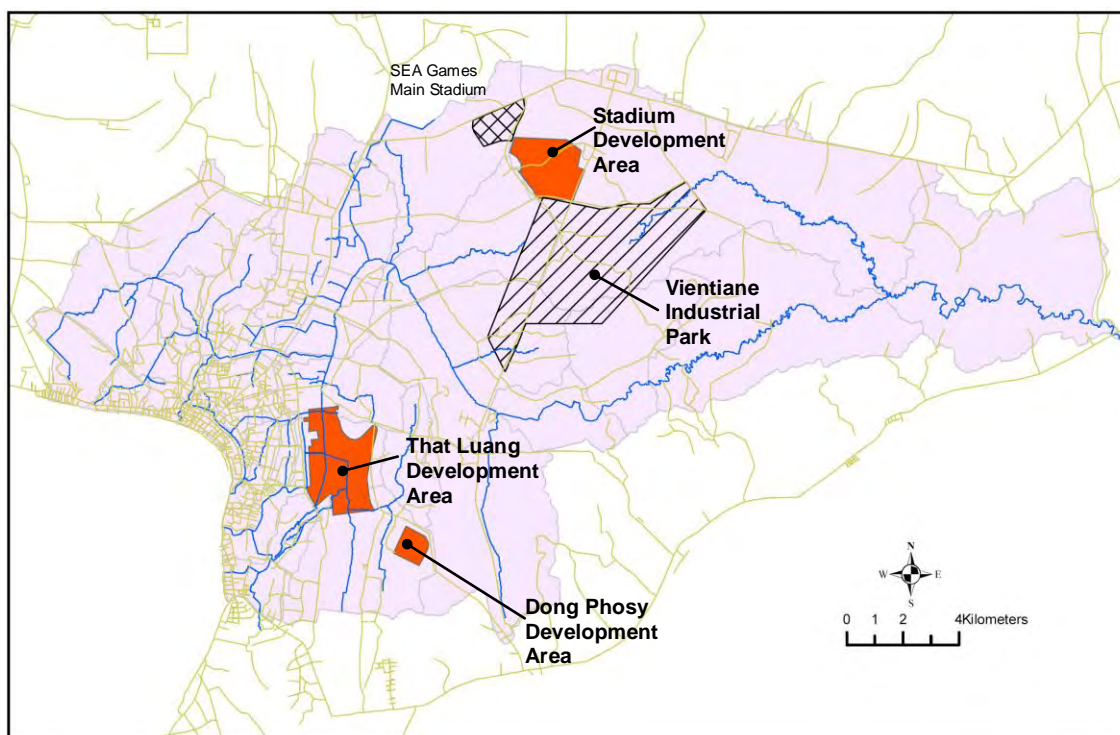 SEA Games
Main Stadium
Stadium
Development
Area
Vientiane
Industrial
Park
That Luang
Development
Area
Dong Phosy
Development
Area
N
W E
S
0 1 2 4Kilometers